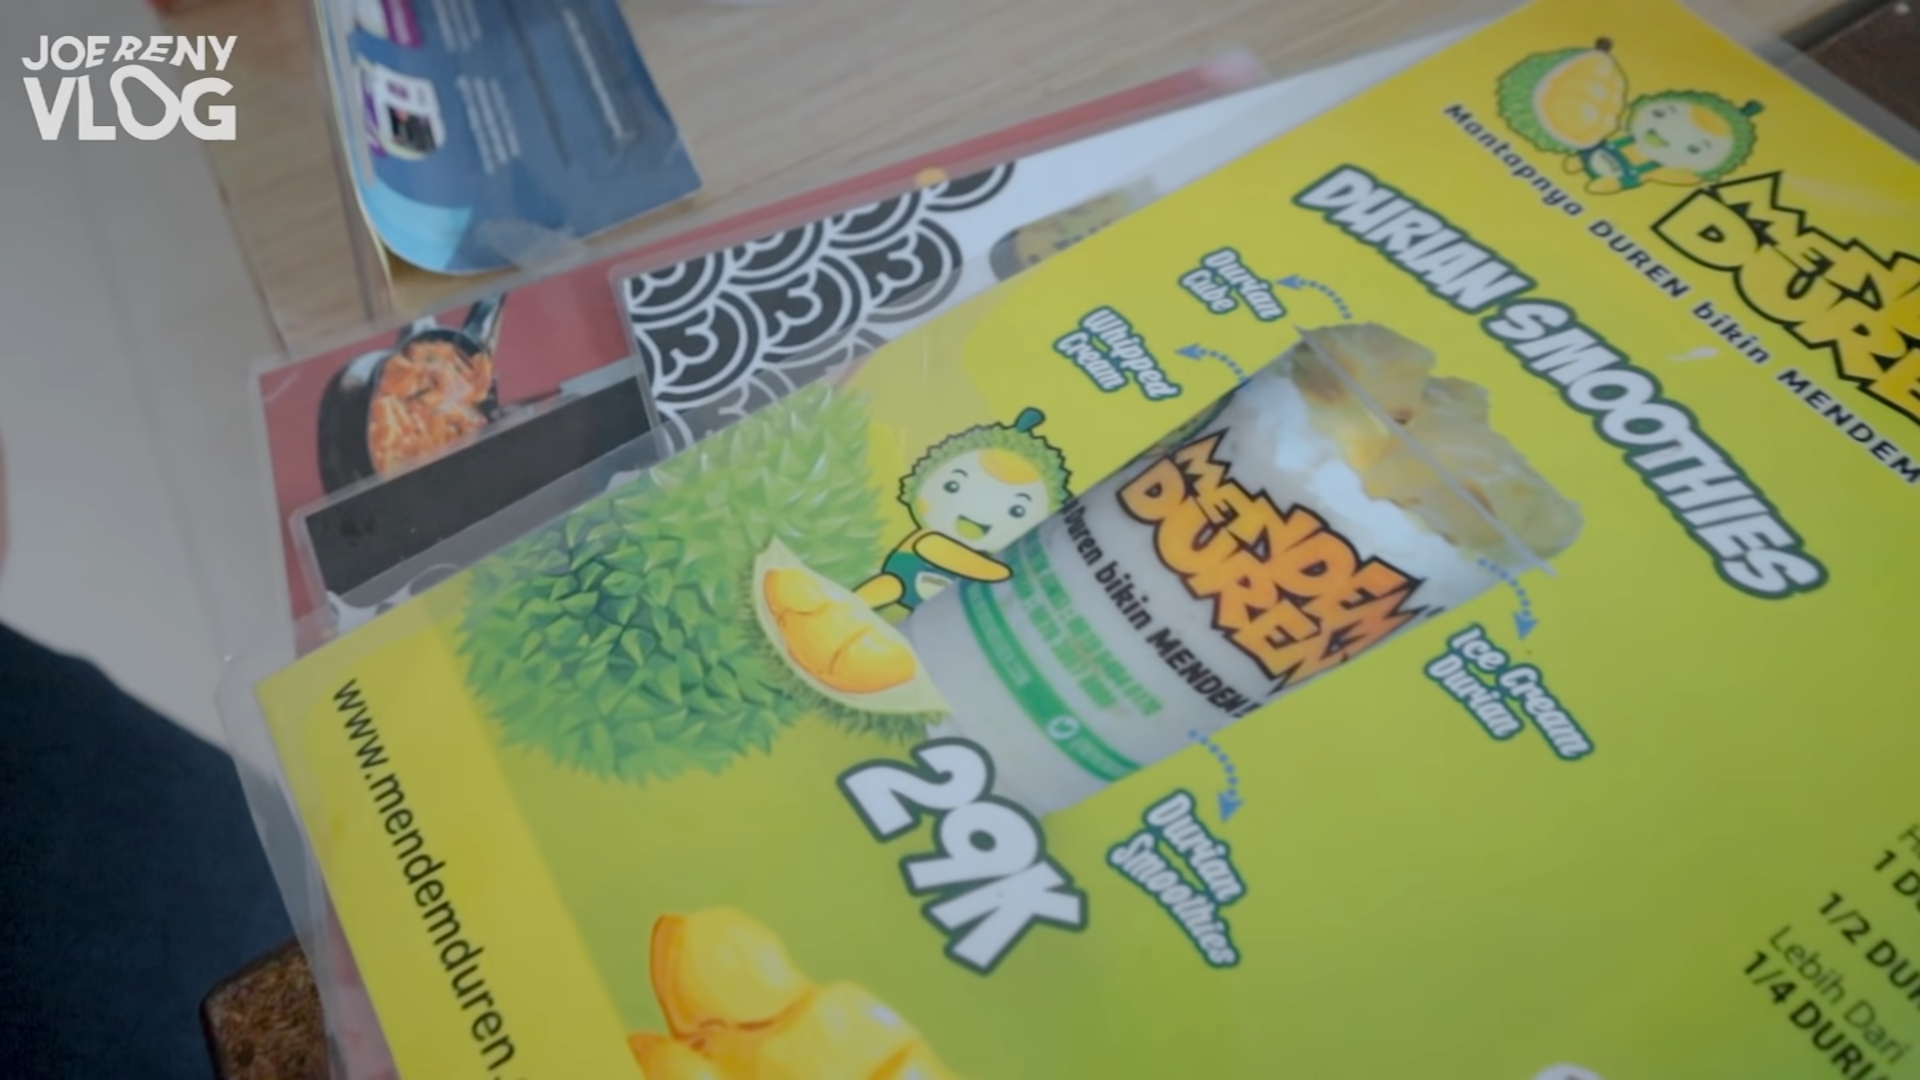 JOE RENY
VLOG
Mantapnya DUREN bikin MENDEM
DURIAN SMOOTHIES
Durian
Cube
Whipped
Cream
MENDEM
DUREN
Duren bikin MENDEM!
Ice Cream
Durian
Durian
Smoothies
29K
www.mendemduren.
1/2 DU
Lebih Dari
1/4 DURI